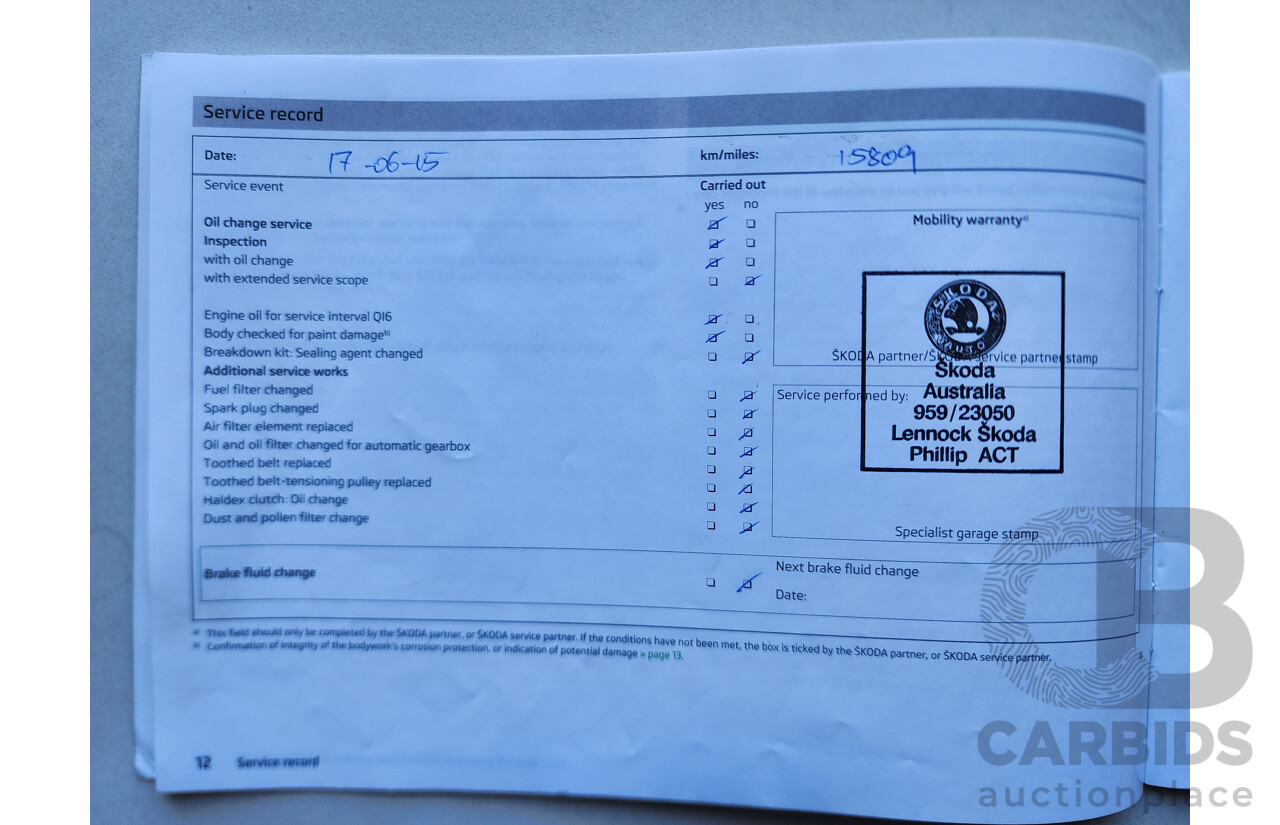 Service record
Date: 17-06-15 km/miles: 15809
Service event Carried out
yes no
Oil change service
Inspection
with oil change
with extended service scope
Engine oil for service interval QI6
Body checked for paint damageᵇ⁾
Breakdown kit: Sealing agent changed
Additional service works
Fuel filter changed
Spark plug changed
Air filter element replaced
Oil and oil filter changed for automatic gearbox
Toothed belt replaced
Toothed belt-tensioning pulley replaced
Haldex clutch: Oil change
Dust and pollen filter change
Mobility warrantyᵃ⁾
ŠKODA partner/ŠKODA service partner stamp
Service performed by:
ŠKODA
AUTO
Škoda
Australia
959/23050
Lennock Škoda
Phillip ACT
Specialist garage stamp
Brake fluid change
Next brake fluid change
Date:
ᵃ⁾ This field should only be completed by the ŠKODA partner, or ŠKODA service partner. If the conditions have not been met, the box is ticked by the ŠKODA partner, or ŠKODA service partner.
ᵇ⁾ Confirmation of integrity of the bodywork's corrosion protection, or indication of potential damage » page 13.
12 Service record
CARBIDS
auctionplace